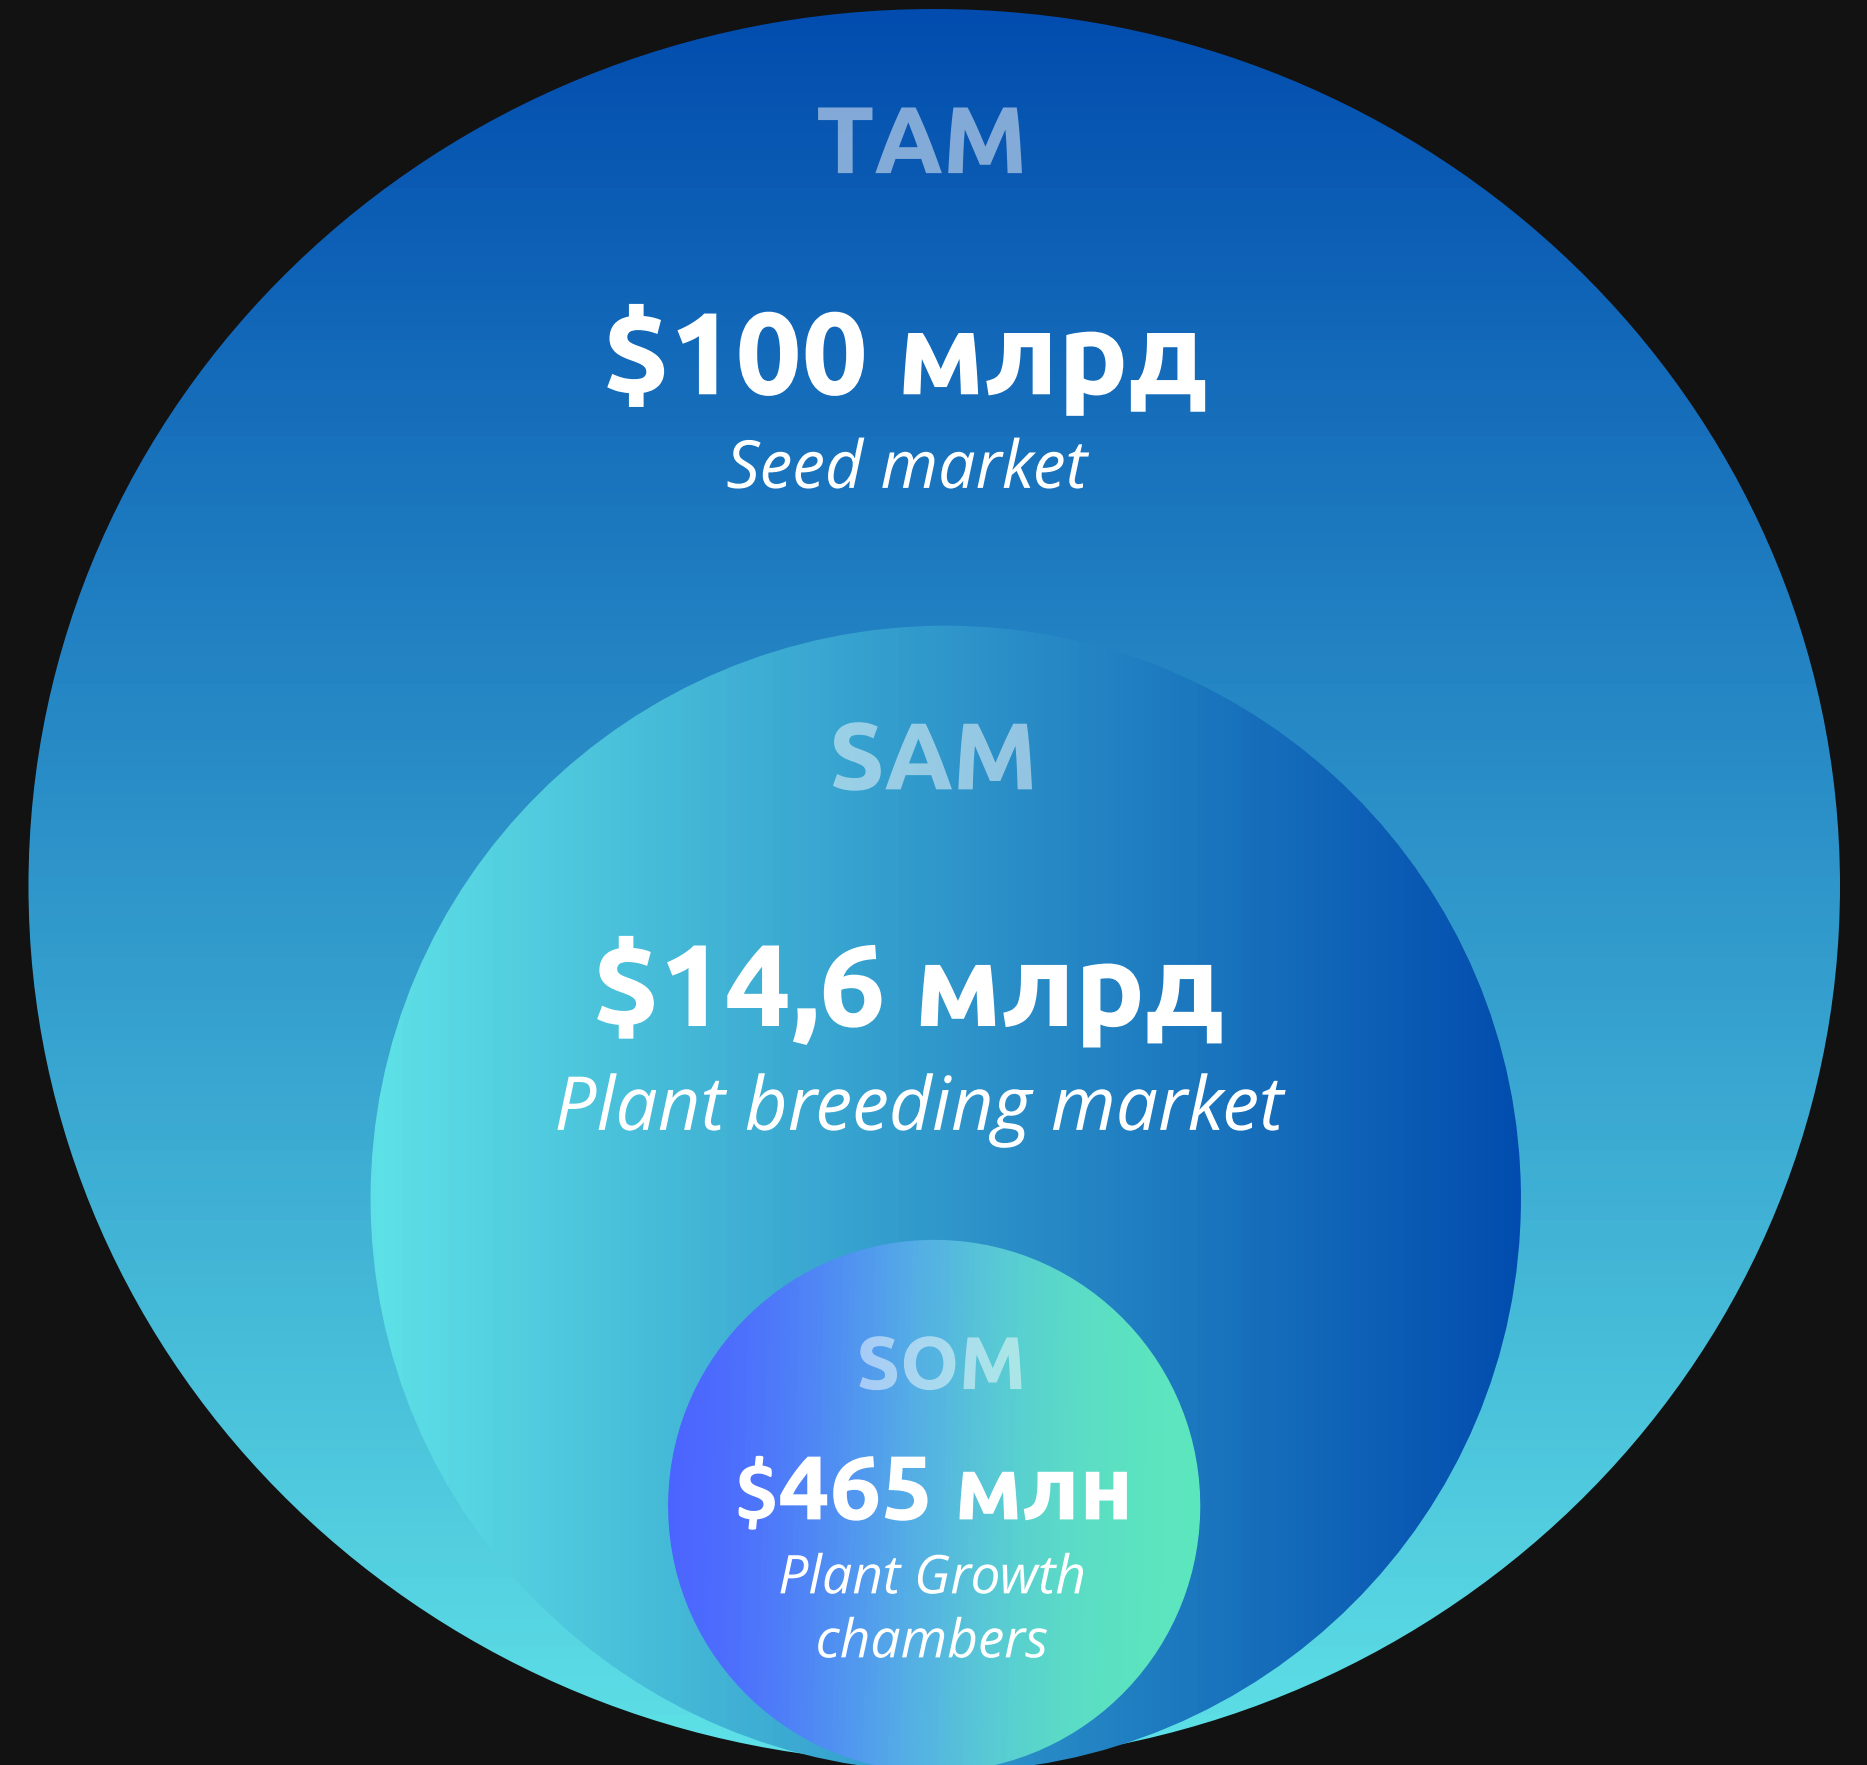 TAM
$100 млрд
Seed market
SAM
$14,6 млрд
Plant breeding market
SOM
$465 млн
Plant Growth
chambers